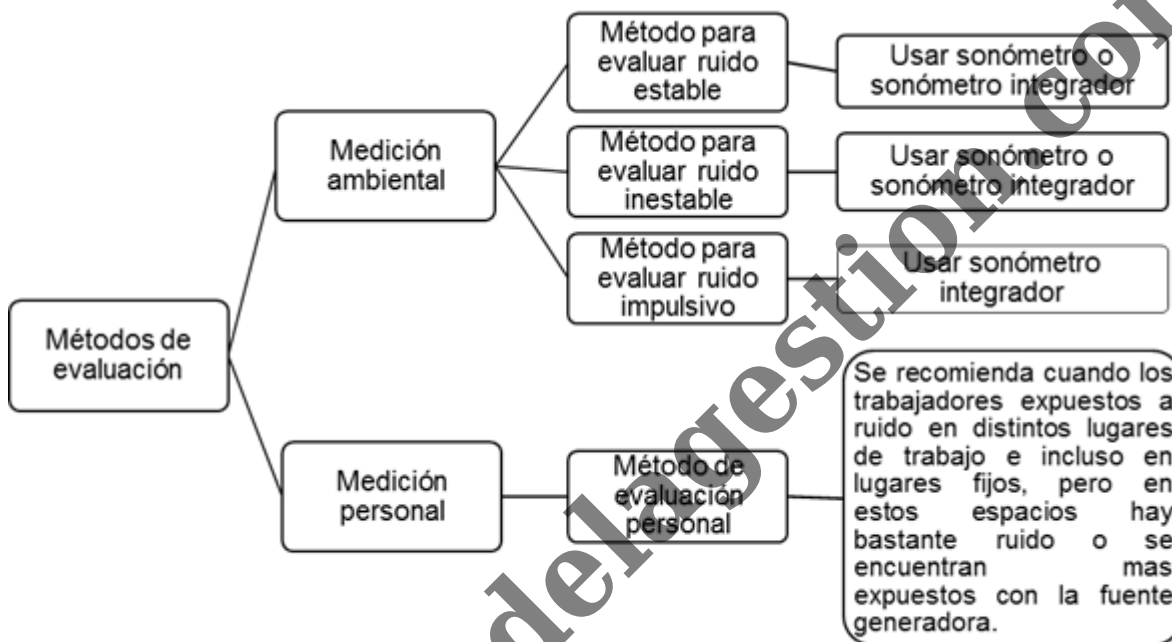 Método para
evaluar ruido
estable
Usar sonómetro o
sonómetro integrador
Medición
ambiental
Método para
evaluar ruido
inestable
Usar sonómetro o
sonómetro integrador
Método para
evaluar ruido
impulsivo
Usar sonómetro
integrador
Métodos de
evaluación
Medición
personal
Método de
evaluación
personal
Se recomienda cuando los
trabajadores expuestos a
ruido en distintos lugares
de trabajo e incluso en
lugares fijos, pero en
estos espacios hay
bastante ruido o se
encuentran mas
expuestos con la fuente
generadora.
delagestion.com